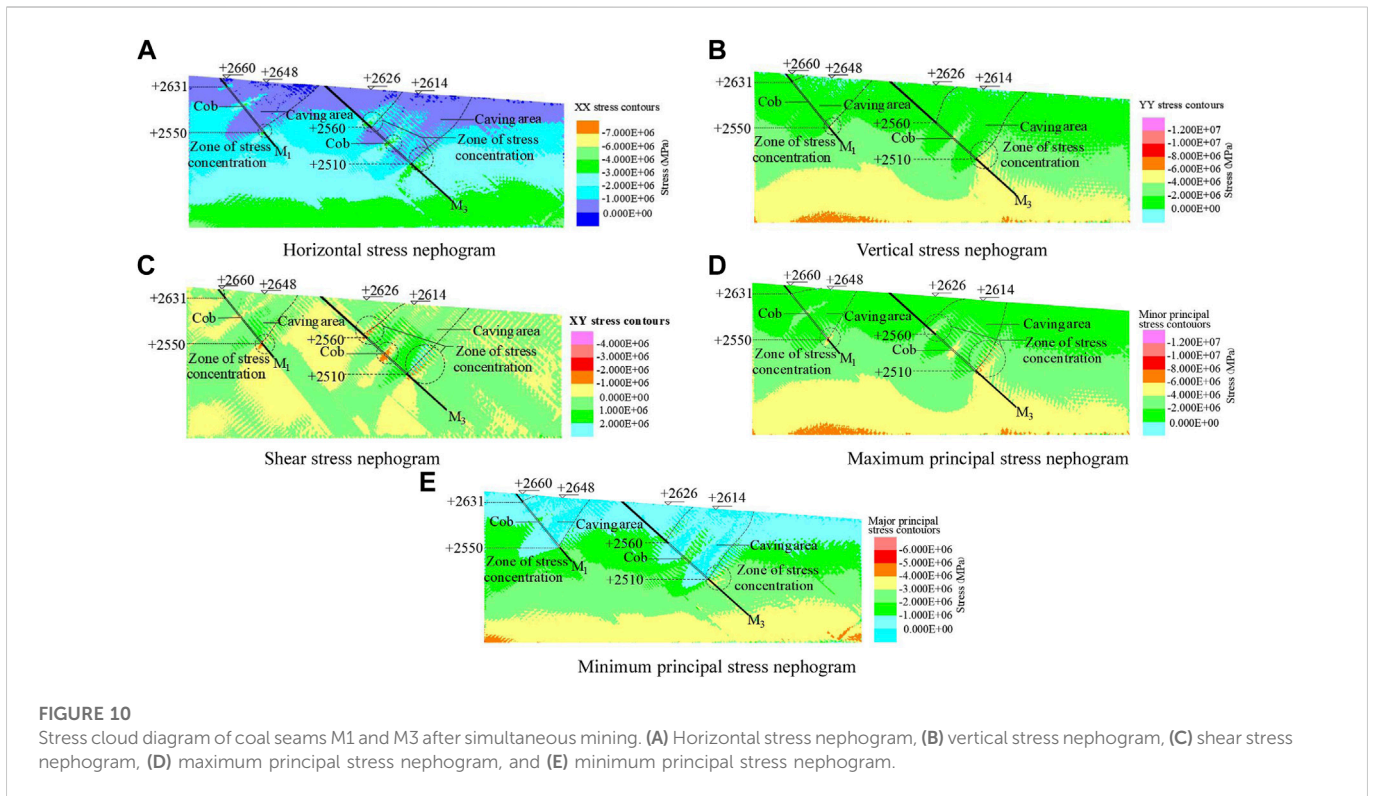 A
+2660
+2648
+2626
+2614
+2631
Cob
Caving area
+2560
Caving area
+2550
Zone of stress
concentration
M1
Cob
Zone of stress
concentration
+2510
M3
XX stress contours
-7.000E+06
-6.000E+06
-5.000E+06
-4.000E+06
-3.000E+06
-2.000E+06
-1.000E+06
0.000E+00
Stress (MPa)
Horizontal stress nephogram
B
+2660
+2648
+2626
+2614
+2631
Cob
Caving area
+2560
Caving area
+2550
Zone of stress
concentration
M1
Cob
Zone of stress
concentration
+2510
M3
YY stress contours
-1.200E+07
-1.000E+07
-8.000E+06
-6.000E+06
-4.000E+06
-2.000E+06
0.000E+00
Stress (MPa)
Vertical stress nephogram
C
+2660
+2648
+2626
+2614
+2631
Cob
Caving area
+2560
Caving area
+2550
Zone of stress
concentration
M1
Cob
Zone of stress
concentration
+2510
M3
XY stress contours
-4.000E+06
-3.000E+06
-2.000E+06
-1.000E+06
0.000E+00
1.000E+06
2.000E+06
Stress (MPa)
Shear stress nephogram
D
+2660
+2648
+2626
+2614
+2631
Cob
Caving area
+2560
Caving area
+2550
Zone of stress
concentration
M1
Cob
Zone of stress
concentration
+2510
M3
Minor principal
stress contouors
-1.200E+07
-1.000E+07
-8.000E+06
-6.000E+06
-4.000E+06
-2.000E+06
0.000E+00
Stress (MPa)
Maximum principal stress nephogram
E
+2660
+2648
+2626
+2614
+2631
Cob
Caving area
+2560
Caving area
+2550
Zone of stress
concentration
M1
Cob
Zone of stress
concentration
+2510
M3
Major principal
stress contouors
-6.000E+06
-5.000E+06
-4.000E+06
-3.000E+06
-2.000E+06
-1.000E+06
0.000E+00
Stress (MPa)
Minimum principal stress nephogram
FIGURE 10
Stress cloud diagram of coal seams M1 and M3 after simultaneous mining. (A) Horizontal stress nephogram, (B) vertical stress nephogram, (C) shear stress
nephogram, (D) maximum principal stress nephogram, and (E) minimum principal stress nephogram.